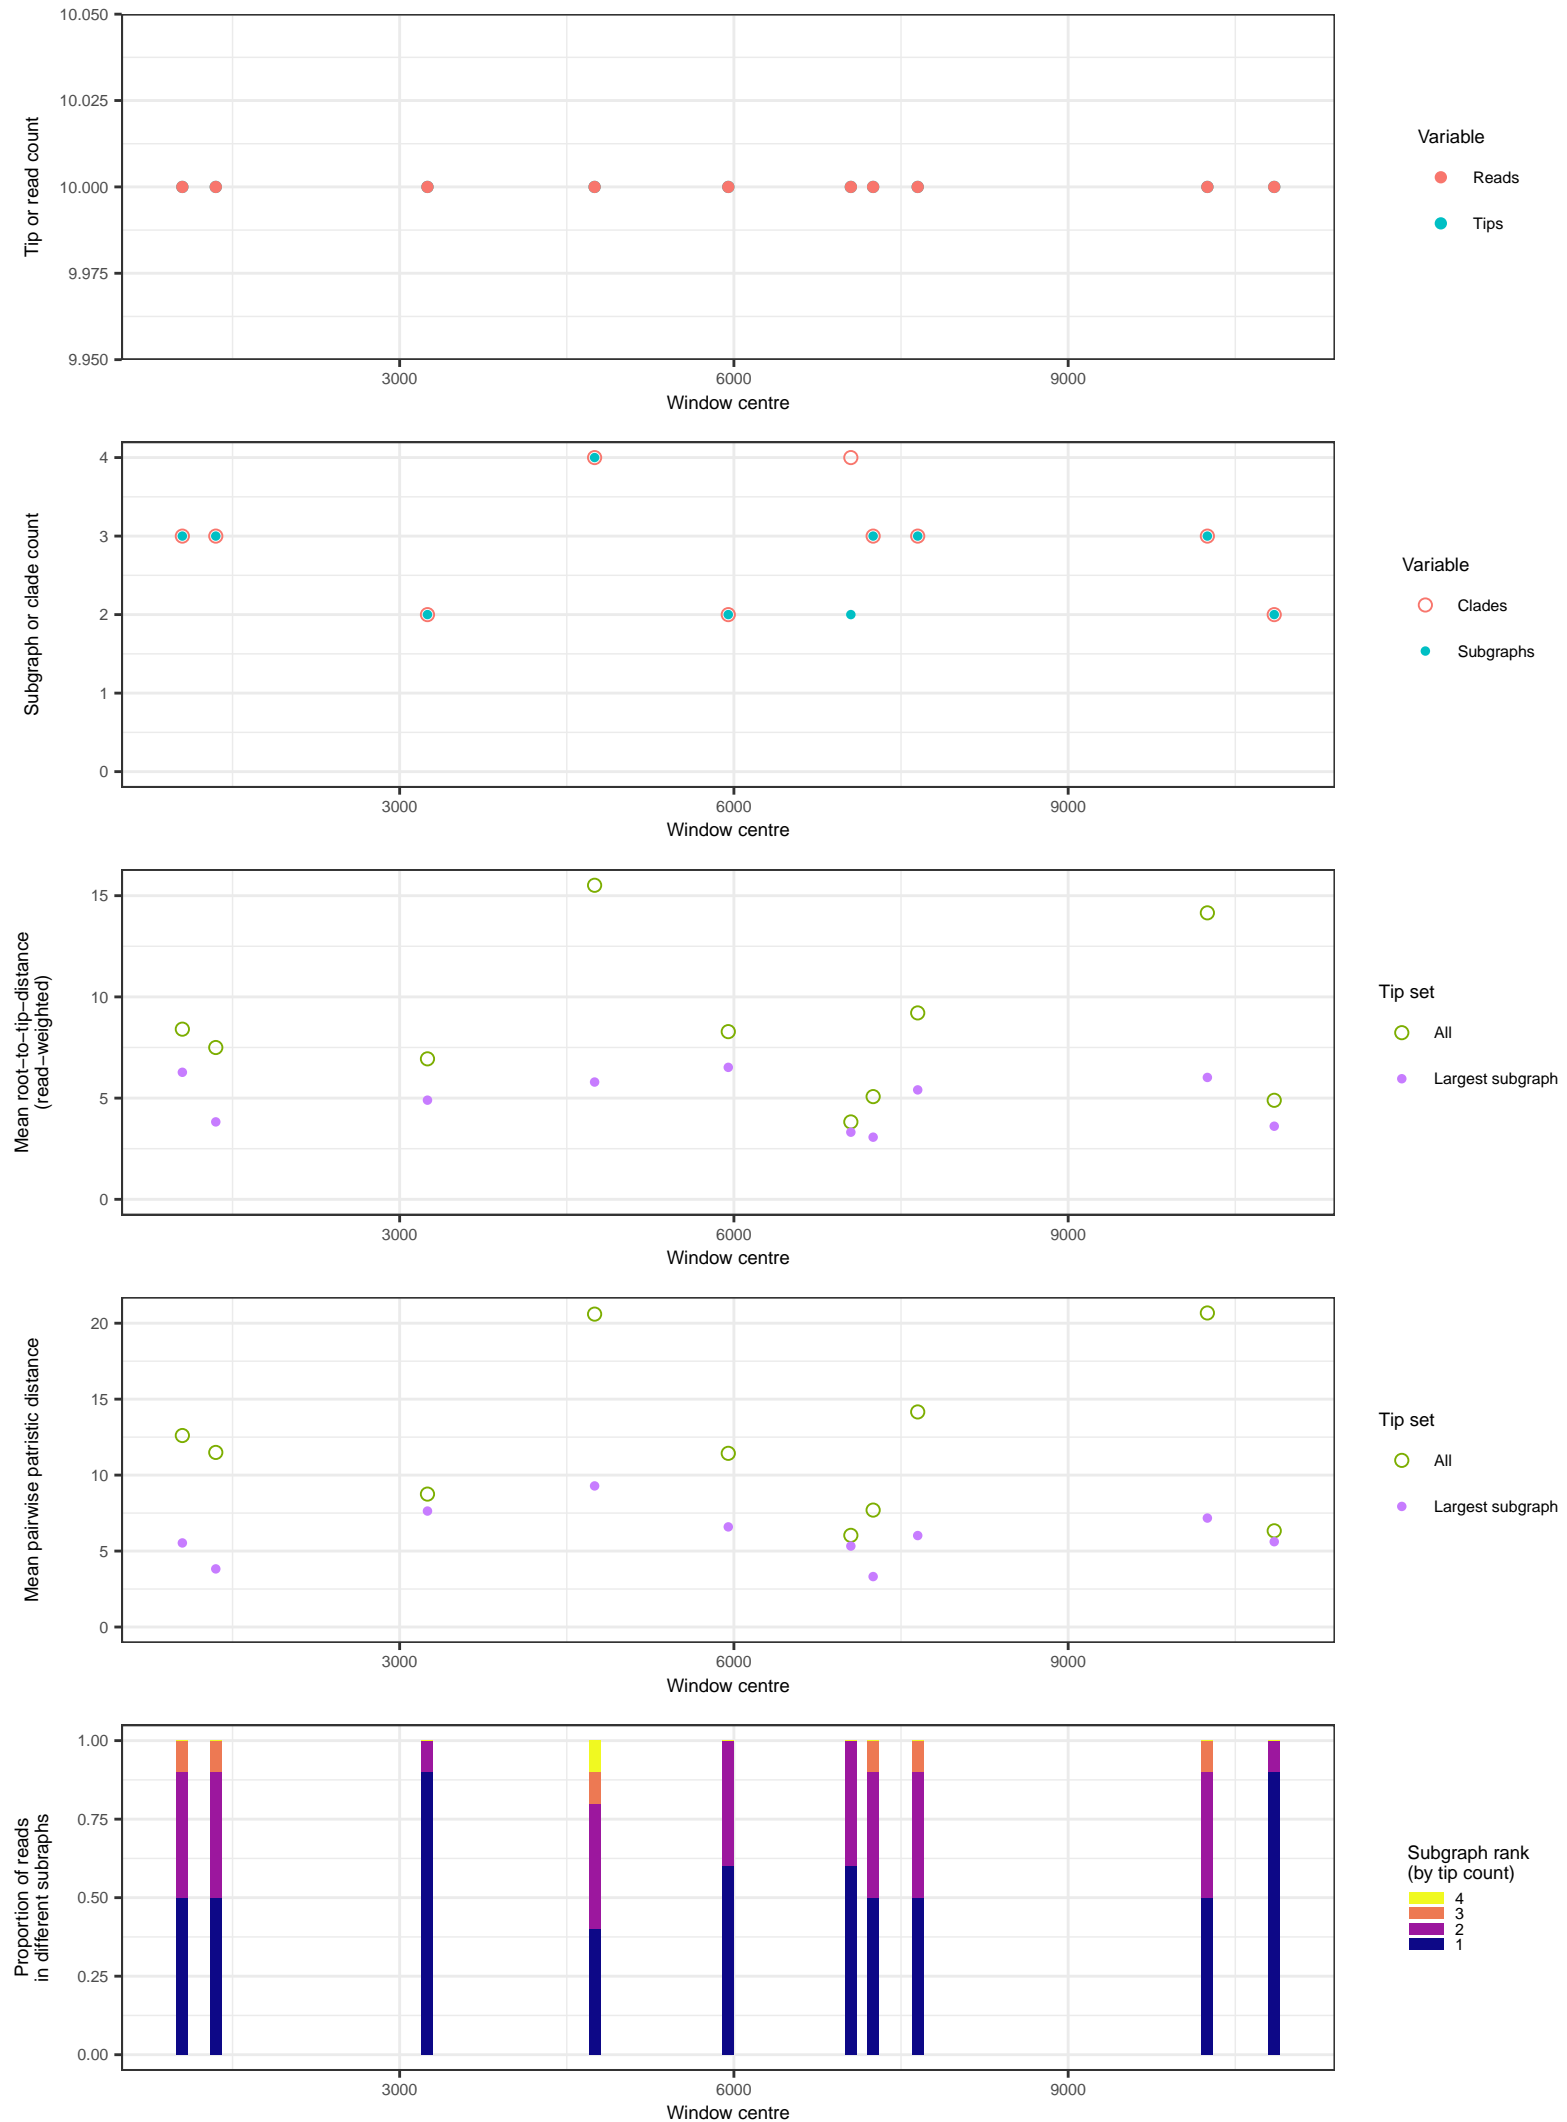 10.050
10.025
10.000
9.975
9.950
Tip or read count
3000
6000
9000
Window centre
Variable
Reads
Tips
4
3
2
1
0
Subgraph or clade count
3000
6000
9000
Window centre
Variable
Clades
Subgraphs
15
10
5
0
Mean root−to−tip−distance
(read−weighted)
3000
6000
9000
Window centre
Tip set
All
Largest subgraph
20
15
10
5
0
Mean pairwise patristic distance
3000
6000
9000
Window centre
Tip set
All
Largest subgraph
1.00
0.75
0.50
0.25
0.00
Proportion of reads
in different subraphs
3000
6000
9000
Window centre
Subgraph rank
(by tip count)
4
3
2
1